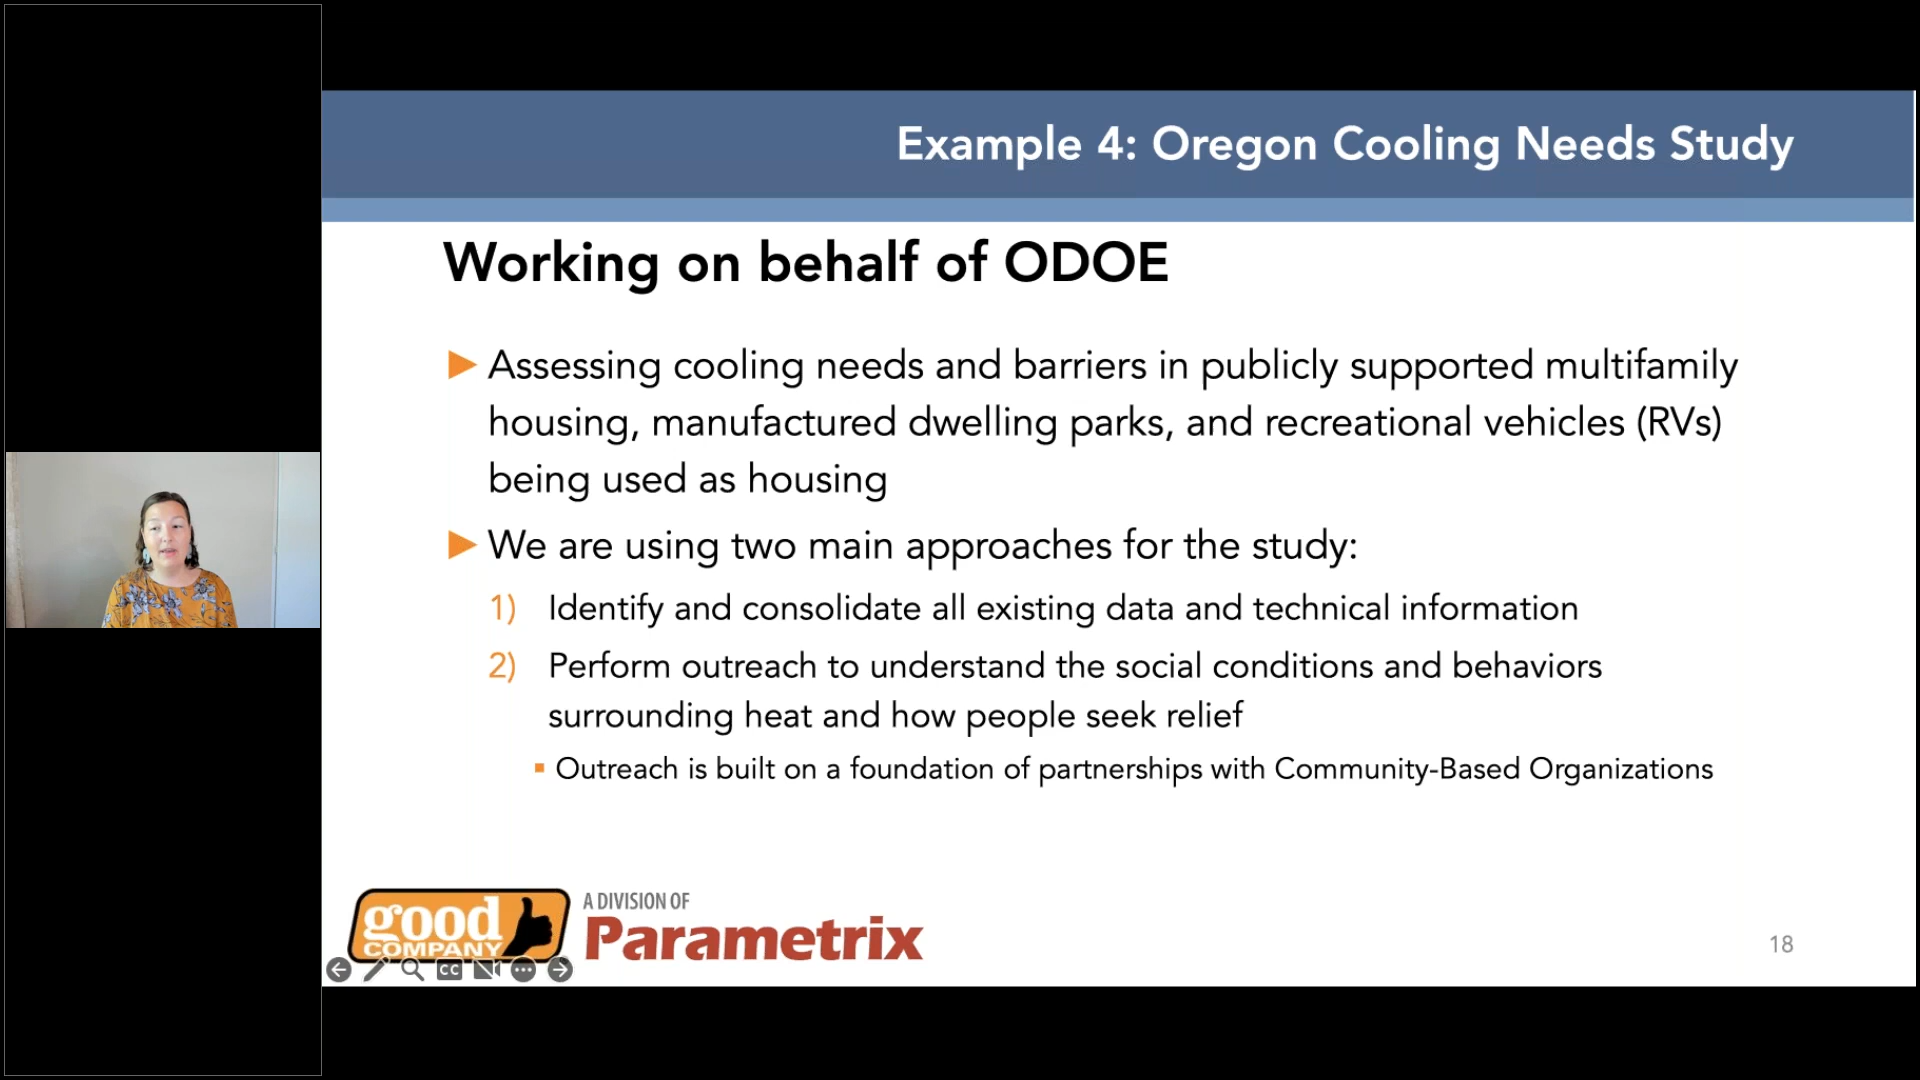 Example 4: Oregon Cooling Needs Study
Working on behalf of ODOE
Assessing cooling needs and barriers in publicly supported multifamily
housing, manufactured dwelling parks, and recreational vehicles (RVs)
being used as housing
We are using two main approaches for the study:
1) Identify and consolidate all existing data and technical information
2) Perform outreach to understand the social conditions and behaviors
surrounding heat and how people seek relief
Outreach is built on a foundation of partnerships with Community-Based Organizations
good
COMPANY
A DIVISION OF
Parametrix
CC
18